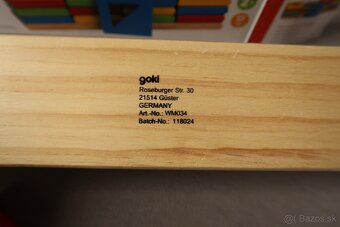 goki
Roseburger Str. 30
21514 Güster
GERMANY
Art.-No.: WM034
Batch-No.: 118024
@ Bazos.sk